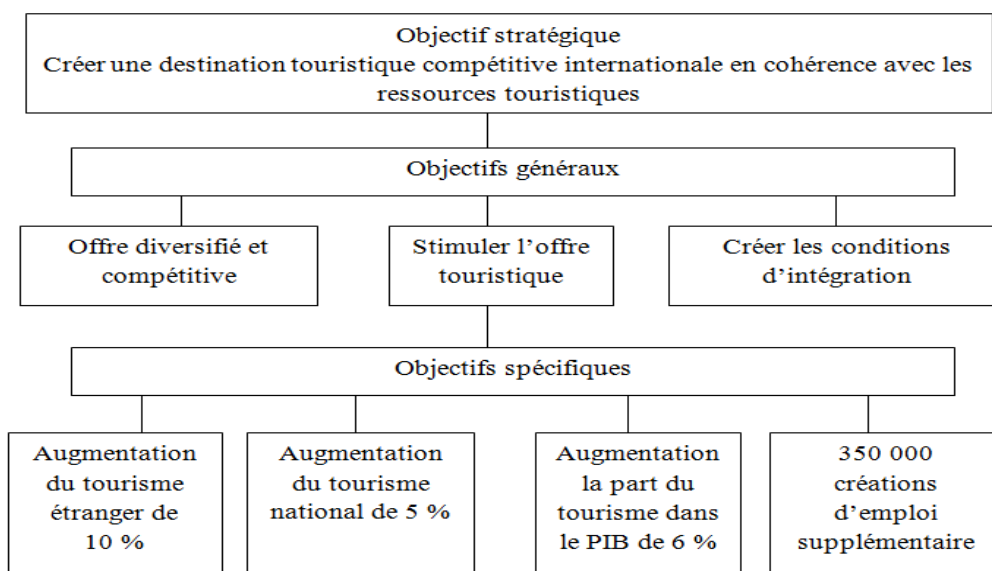 Objectif stratégique
Créer une destination touristique compétitive internationale en cohérence avec les
ressources touristiques
Objectifs généraux
Offre diversifié et
compétitive
Stimuler l'offre
touristique
Créer les conditions
d'intégration
Objectifs spécifiques
Augmentation
du tourisme
étranger de
10 %
Augmentation
du tourisme
national de 5 %
Augmentation
la part du
tourisme dans
le PIB de 6 %
350 000
créations
d'emploi
supplémentaire